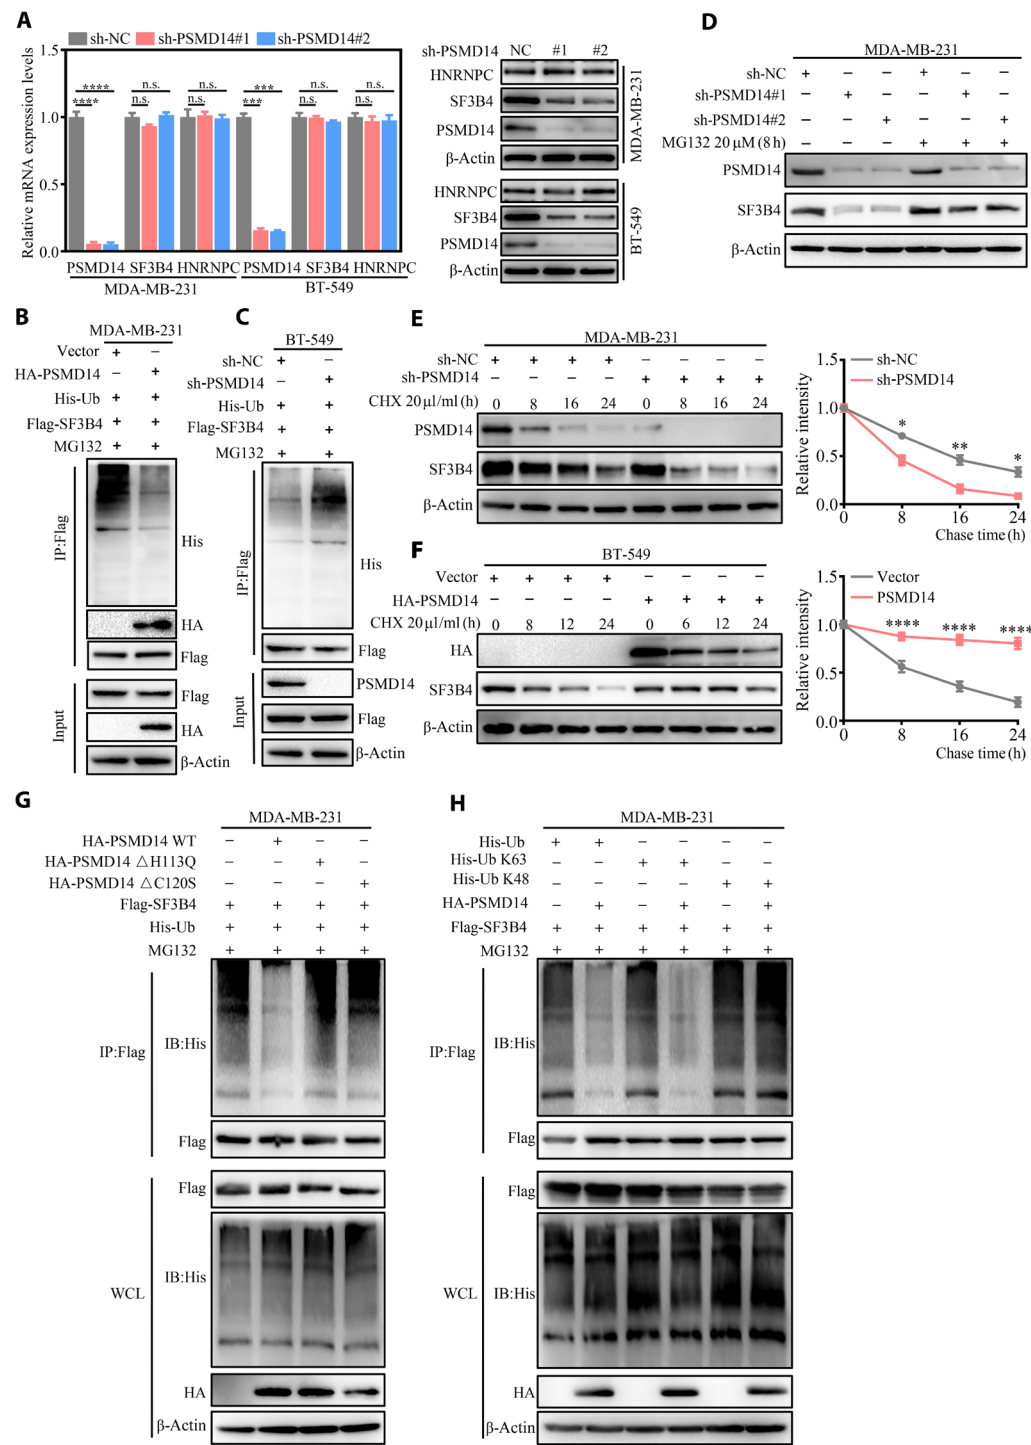 A
sh-NC sh-PSMD14#1 sh-PSMD14#2
Relative mRNA expression levels
1.5
1.0
0.5
0.0
**** n.s. n.s. *** n.s. n.s.
**** n.s. n.s. *** n.s. n.s.
PSMD14 SF3B4 HNRNPC PSMD14 SF3B4 HNRNPC
MDA-MB-231 BT-549
sh-PSMD14 NC #1 #2
HNRNPC
SF3B4
PSMD14
β-Actin
MDA-MB-231
HNRNPC
SF3B4
PSMD14
β-Actin
BT-549
D
MDA-MB-231
sh-NC + – – + – –
sh-PSMD14#1 – + – – + –
sh-PSMD14#2 – – + – – +
MG132 20 μM (8 h) – – – + + +
PSMD14
SF3B4
β-Actin
B
MDA-MB-231
Vector + –
HA-PSMD14 – +
His-Ub + +
Flag-SF3B4 + +
MG132 + +
IP:Flag
His
HA
Flag
Input
Flag
HA
β-Actin
C
BT-549
sh-NC + –
sh-PSMD14 – +
His-Ub + +
Flag-SF3B4 + +
MG132 + +
IP:Flag
His
Flag
Input
PSMD14
Flag
β-Actin
E
MDA-MB-231
sh-NC + + + + – – – –
sh-PSMD14 – – – – + + + +
CHX 20 μl/ml (h) 0 8 16 24 0 8 16 24
PSMD14
SF3B4
β-Actin
Relative intensity
1.5
1.0
0.5
0.0
sh-NC
sh-PSMD14
* ** *
0 8 16 24
Chase time (h)
F
BT-549
Vector + + + + – – – –
HA-PSMD14 – – – – + + + +
CHX 20 μl/ml (h) 0 8 12 24 0 6 12 24
HA
SF3B4
β-Actin
Relative intensity
1.5
1.0
0.5
0.0
Vector
PSMD14
**** **** ****
0 8 16 24
Chase time (h)
G
MDA-MB-231
HA-PSMD14 WT – + – –
HA-PSMD14 △H113Q – – + –
HA-PSMD14 △C120S – – – +
Flag-SF3B4 + + + +
His-Ub + + + +
MG132 + + + +
IP:Flag
IB:His
Flag
WCL
Flag
IB:His
HA
β-Actin
H
MDA-MB-231
His-Ub + + – – – –
His-Ub K63 – – + + – –
His-Ub K48 – – – – + +
HA-PSMD14 – + – + – +
Flag-SF3B4 + + + + + +
MG132 + + + + + +
IP:Flag
IB:His
Flag
WCL
Flag
IB:His
HA
β-Actin